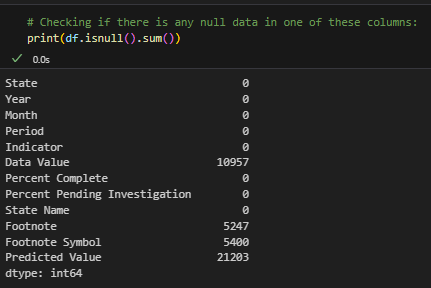 # Checking if there is any null data in one of these columns:
print(df.isnull().sum())
✓ 0.0s
State 0
Year 0
Month 0
Period 0
Indicator 0
Data Value 10957
Percent Complete 0
Percent Pending Investigation 0
State Name 0
Footnote 5247
Footnote Symbol 5400
Predicted Value 21203
dtype: int64